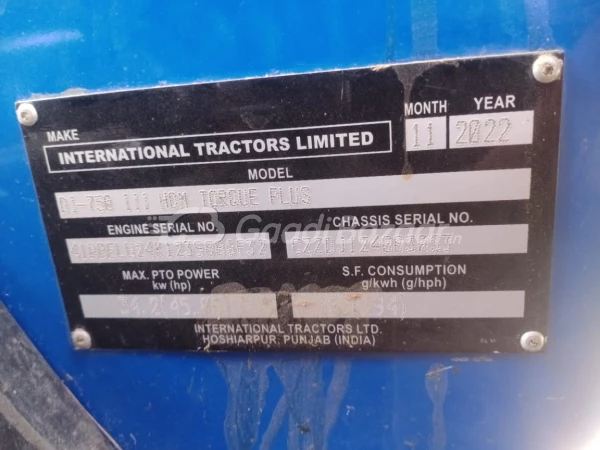 MONTH YEAR
MAKE
INTERNATIONAL TRACTORS LIMITED 11 2022
MODEL
DI-750 III HDM TORQUE PLUS
ENGINE SERIAL NO. CHASSIS SERIAL NO.
GaadiBazaar
MAX. PTO POWER S.F. CONSUMPTION
kw (hp) g/kwh (g/hph)
INTERNATIONAL TRACTORS LTD.
HOSHIARPUR, PUNJAB (INDIA)